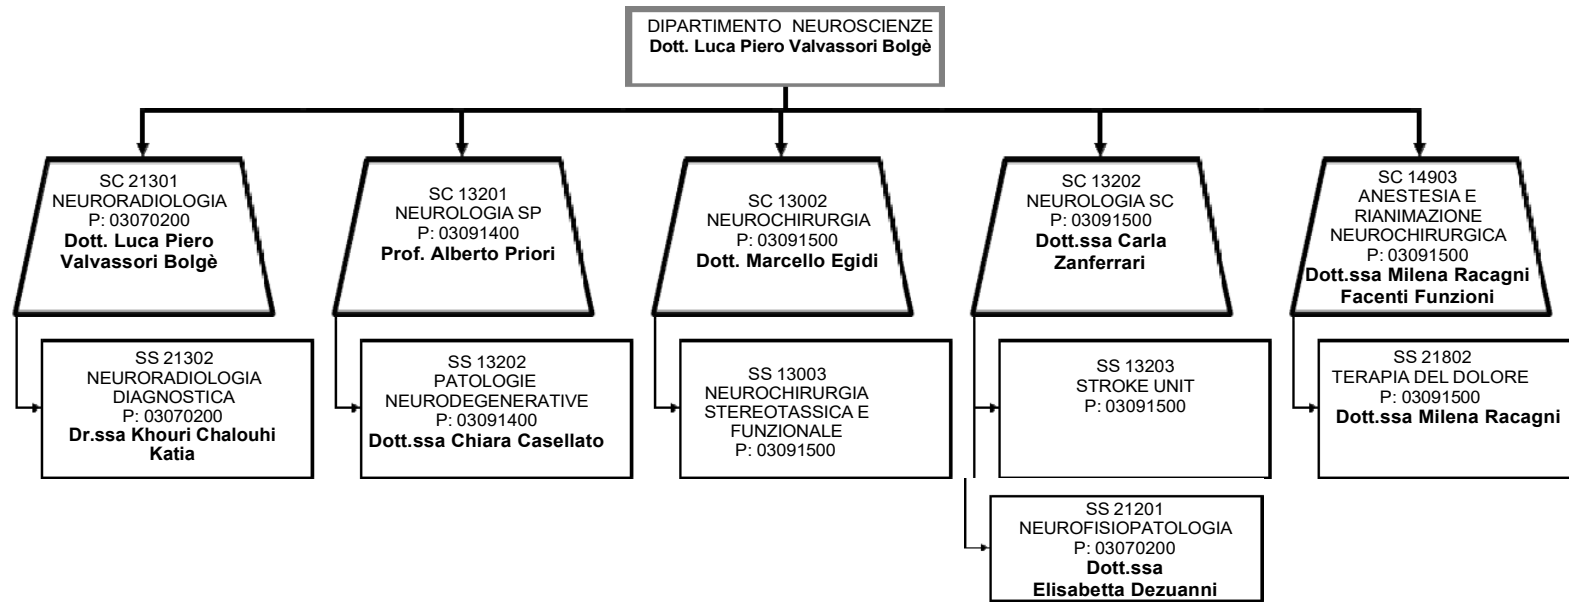 DIPARTIMENTO NEUROSCIENZE
Dott. Luca Piero Valvassori Bolgè
SC 21301
NEURORADIOLOGIA
P: 03070200
Dott. Luca Piero
Valvassori Bolgè
SC 13201
NEUROLOGIA SP
P: 03091400
Prof. Alberto Priori
SC 13002
NEUROCHIRURGIA
P: 03091500
Dott. Marcello Egidi
SC 13202
NEUROLOGIA SC
P: 03091500
Dott.ssa Carla
Zanferrari
SC 14903
ANESTESIA E
RIANIMAZIONE
NEUROCHIRURGICA
P: 03091500
Dott.ssa Milena Racagni
Facenti Funzioni
SS 21302
NEURORADIOLOGIA
DIAGNOSTICA
P: 03070200
Dr.ssa Khouri Chalouhi
Katia
SS 13202
PATOLOGIE
NEURODEGENERATIVE
P: 03091400
Dott.ssa Chiara Casellato
SS 13003
NEUROCHIRURGIA
STEREOTASSICA E
FUNZIONALE
P: 03091500
SS 13203
STROKE UNIT
P: 03091500
SS 21802
TERAPIA DEL DOLORE
P: 03091500
Dott.ssa Milena Racagni
SS 21201
NEUROFISIOPATOLOGIA
P: 03070200
Dott.ssa
Elisabetta Dezuanni